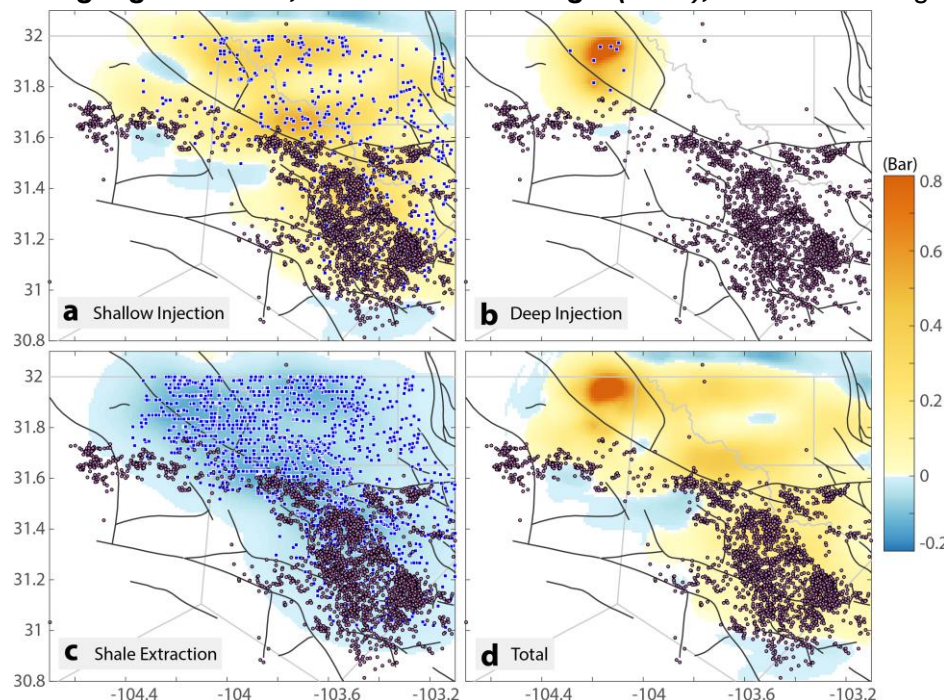 32
31.8
31.6
31.4
31.2
31
30.8
a Shallow Injection
b Deep Injection
(Bar)
0.8
0.6
0.4
0.2
0
-0.2
32
31.8
31.6
31.4
31.2
31
30.8
c Shale Extraction
d Total
-104.4 -104 -103.6 -103.2
-104.4 -104 -103.6 -103.2